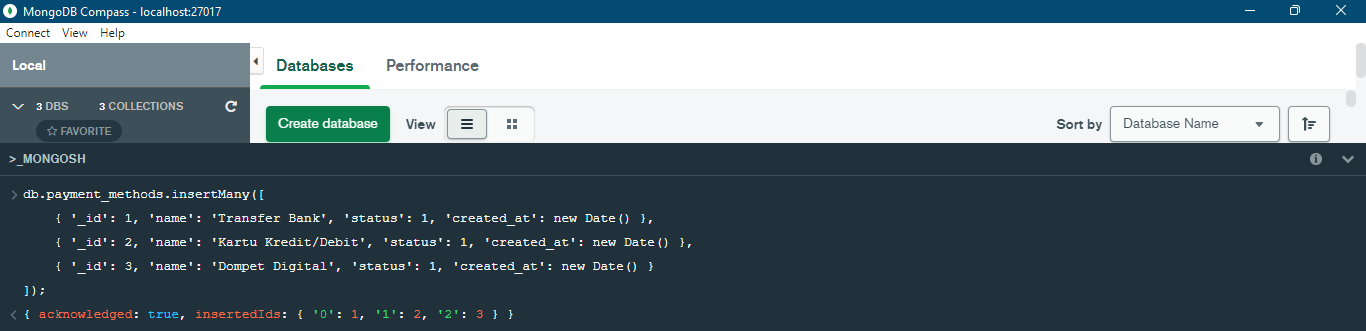 MongoDB Compass - localhost:27017
Connect View Help
Local
Databases Performance
3 DBS 3 COLLECTIONS
FAVORITE
Create database View Sort by Database Name
>_MONGOSH
> db.payment_methods.insertMany([
{ '_id': 1, 'name': 'Transfer Bank', 'status': 1, 'created_at': new Date() },
{ '_id': 2, 'name': 'Kartu Kredit/Debit', 'status': 1, 'created_at': new Date() },
{ '_id': 3, 'name': 'Dompet Digital', 'status': 1, 'created_at': new Date() }
]);
< { acknowledged: true, insertedIds: { '0': 1, '1': 2, '2': 3 } }